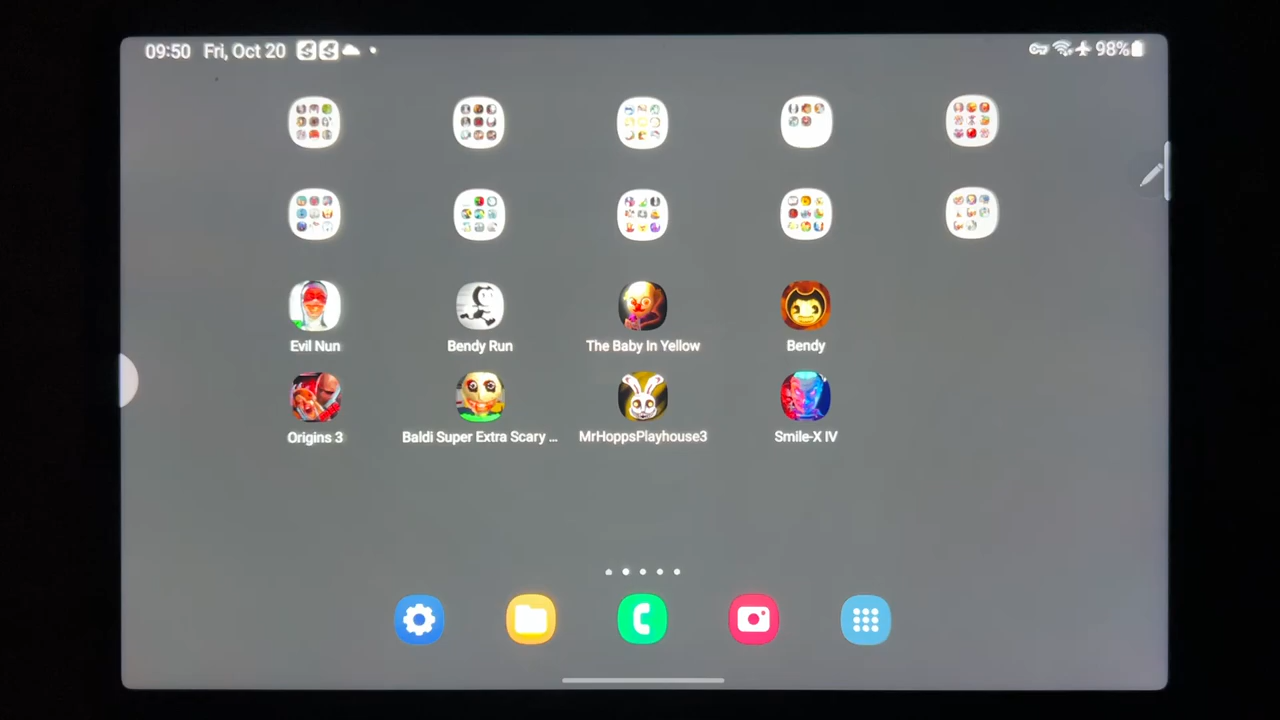 09:50 Fri, Oct 20
98%
Evil Nun
Bendy Run
The Baby In Yellow
Bendy
Origins 3
Baldi Super Extra Scary ...
MrHoppsPlayhouse3
Smile-X IV